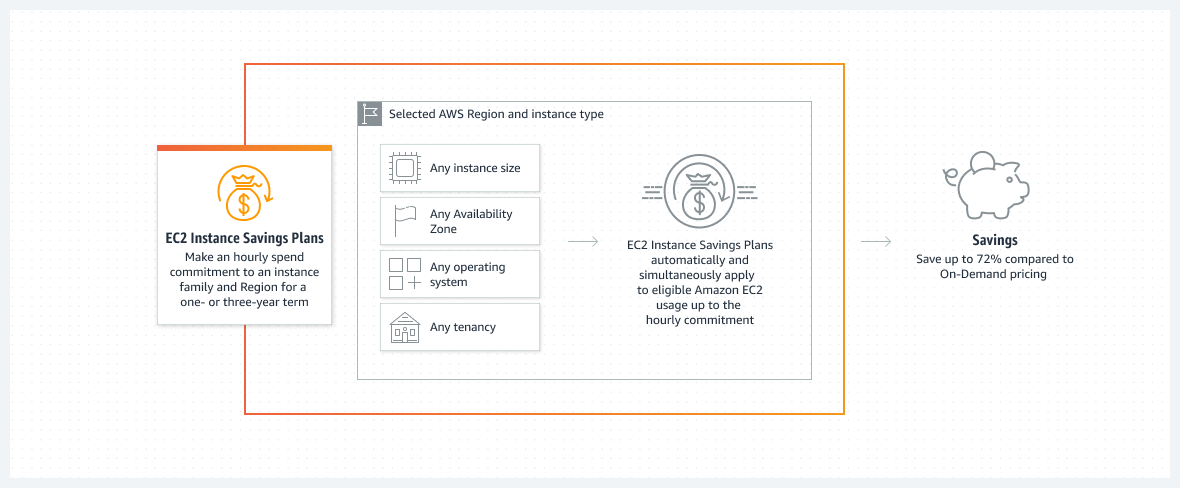 Selected AWS Region and instance type
EC2 Instance Savings Plans
Make an hourly spend
commitment to an instance
family and Region for a
one- or three-year term
Any instance size
Any Availability
Zone
Any operating
system
Any tenancy
$
EC2 Instance Savings Plans
automatically and
simultaneously apply
to eligible Amazon EC2
usage up to the
hourly commitment
Savings
Save up to 72% compared to
On-Demand pricing